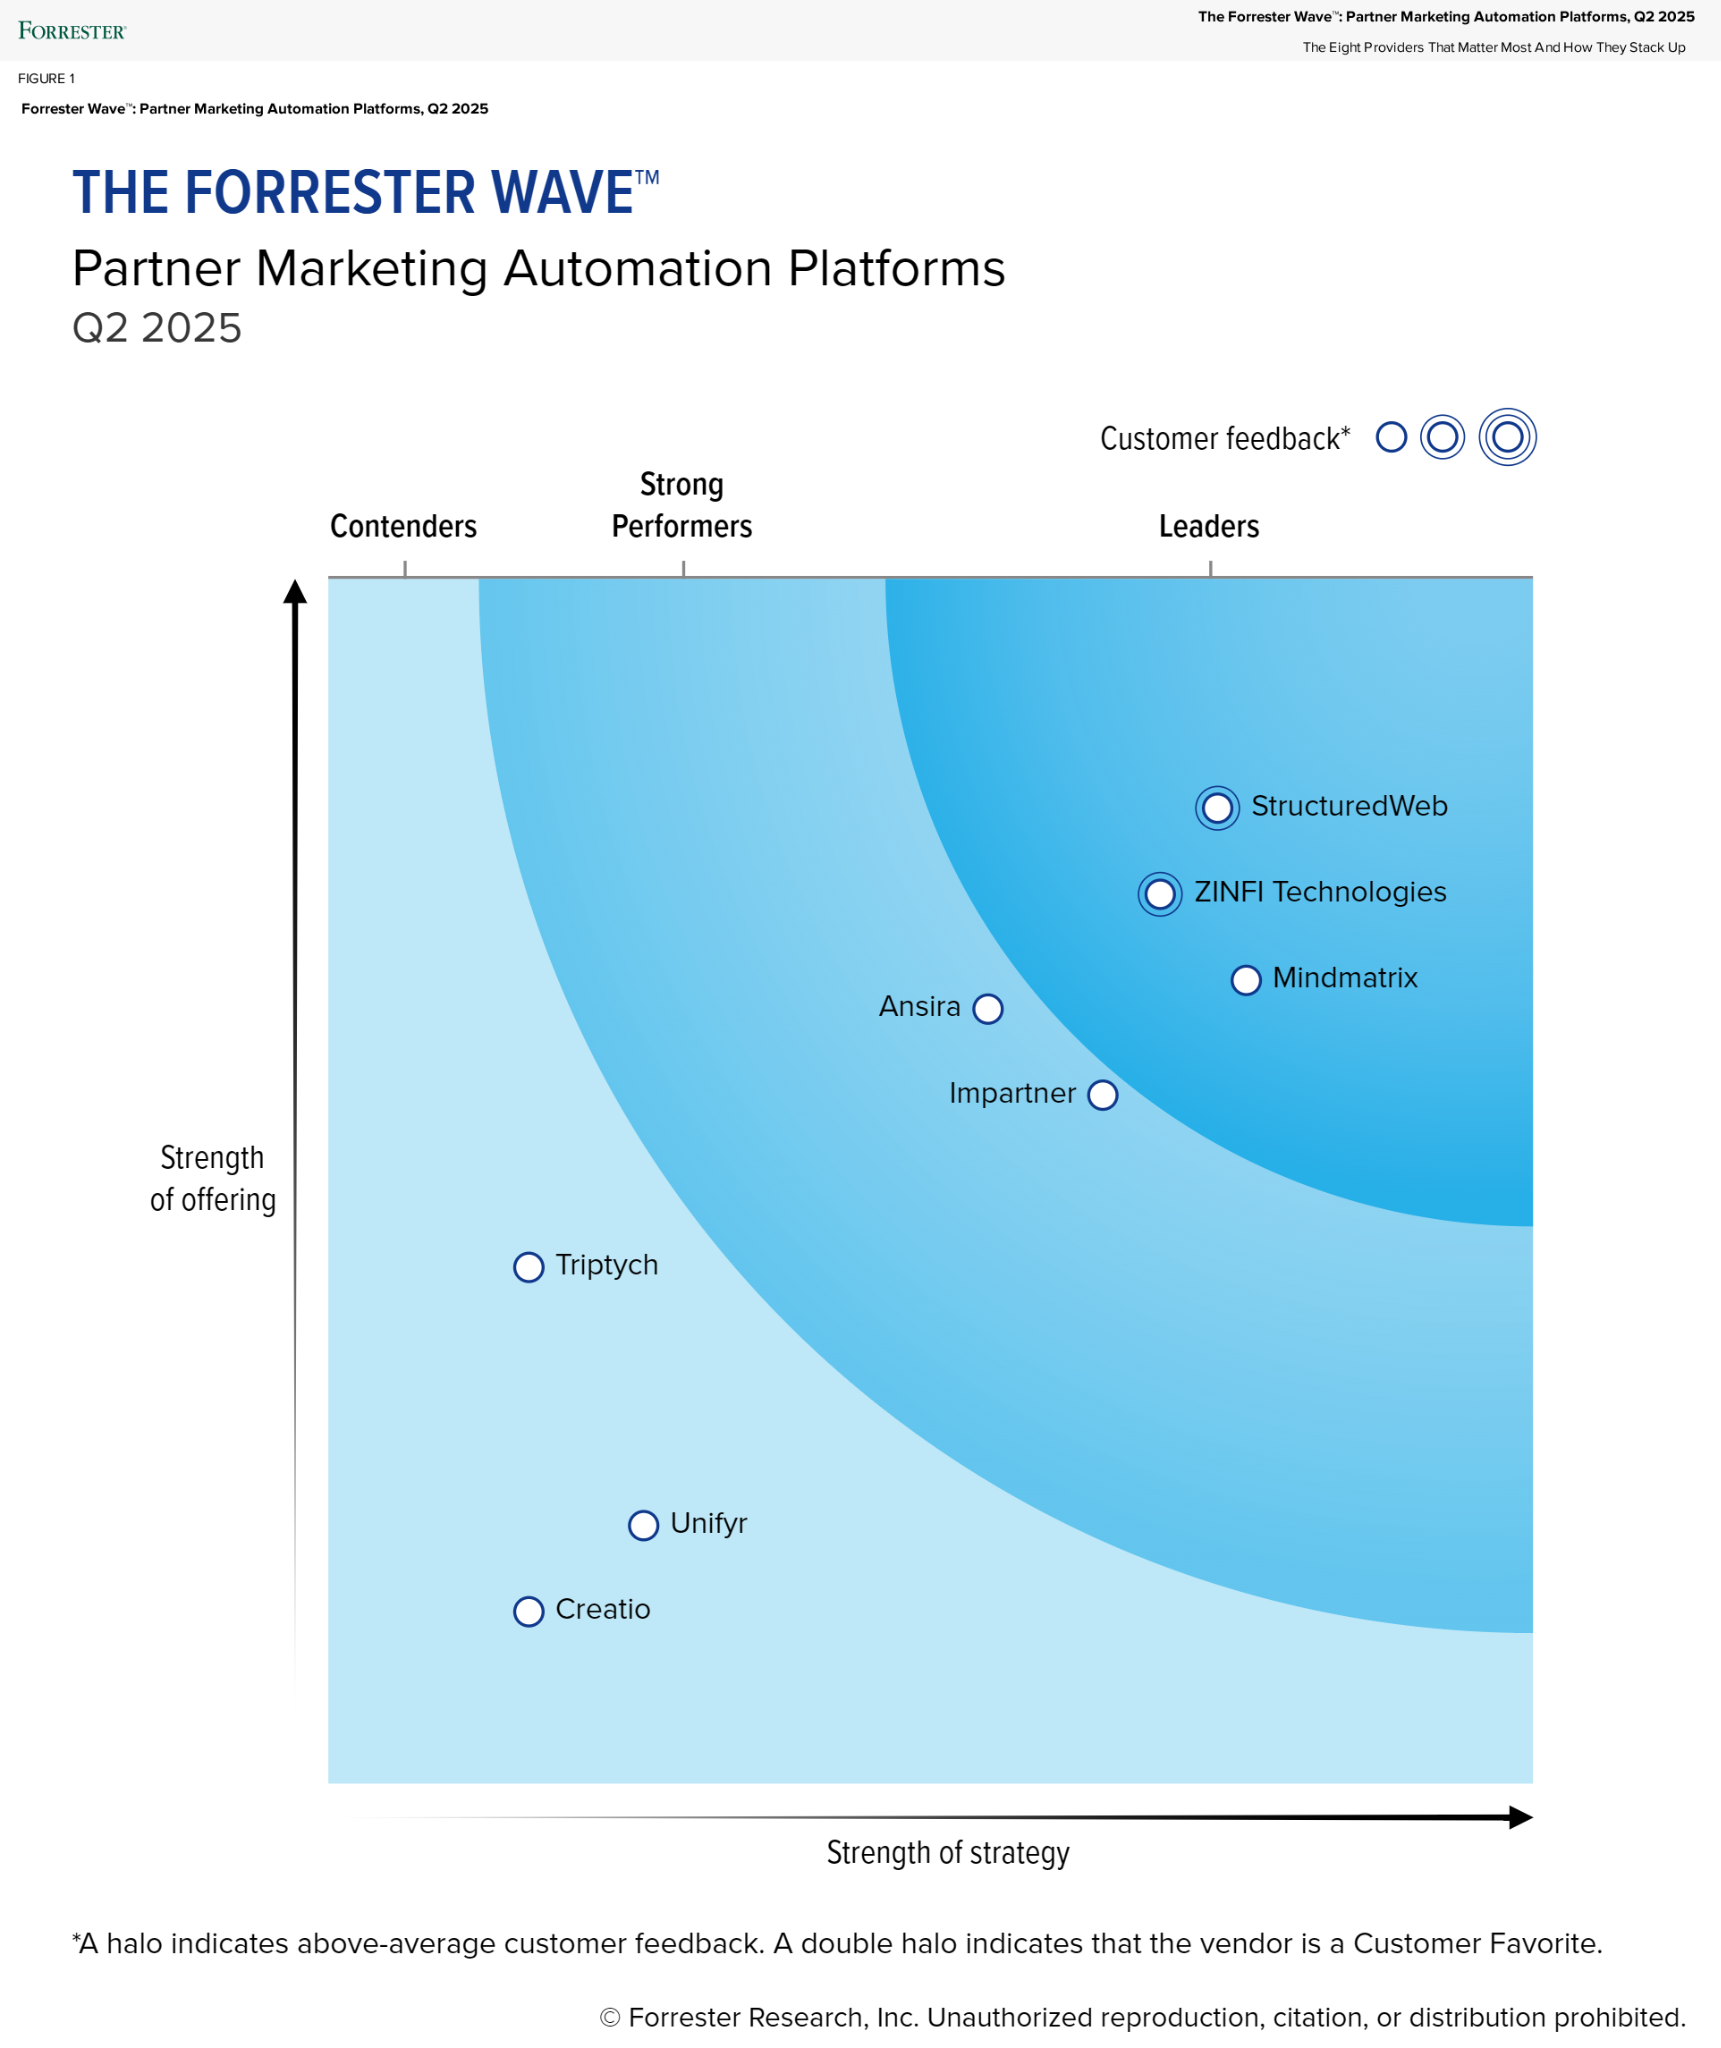 FORRESTER®
The Forrester Wave™: Partner Marketing Automation Platforms, Q2 2025
The Eight Providers That Matter Most And How They Stack Up
FIGURE 1
Forrester Wave™: Partner Marketing Automation Platforms, Q2 2025
THE FORRESTER WAVE™
Partner Marketing Automation Platforms
Q2 2025
Customer feedback*
Strong
Contenders Performers Leaders
StructuredWeb
ZINFI Technologies
Mindmatrix
Ansira
Impartner
Strength
of offering
Triptych
Unifyr
Creatio
Strength of strategy
*A halo indicates above-average customer feedback. A double halo indicates that the vendor is a Customer Favorite.
© Forrester Research, Inc. Unauthorized reproduction, citation, or distribution prohibited.